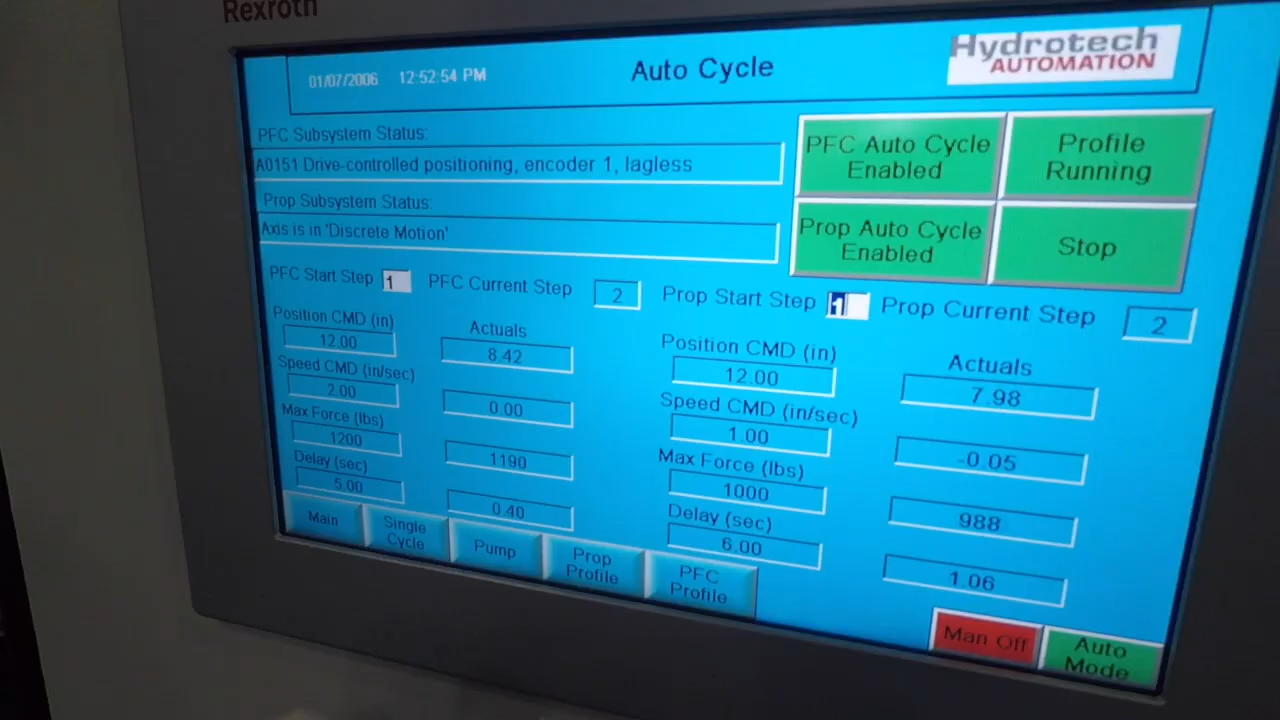 Rexroth
01/07/2006 12:52:54 PM
Auto Cycle
Hydrotech
AUTOMATION
PFC Subsystem Status:
A0151 Drive-controlled positioning, encoder 1, lagless
Prop Subsystem Status:
Axis is in 'Discrete Motion'
PFC Auto Cycle
Enabled
Profile
Running
Prop Auto Cycle
Enabled
Stop
PFC Start Step 1
PFC Current Step 2
Position CMD (in)
12.00
Actuals
8.42
Speed CMD (in/sec)
2.00
0.00
Max Force (lbs)
1200
1190
Delay (sec)
5.00
0.40
Prop Start Step 1
Prop Current Step 2
Position CMD (in)
12.00
Actuals
7.98
Speed CMD (in/sec)
1.00
-0.05
Max Force (lbs)
1000
988
Delay (sec)
6.00
1.06
Main
Single
Cycle
Pump
Prop
Profile
PFC
Profile
Man Off
Auto
Mode